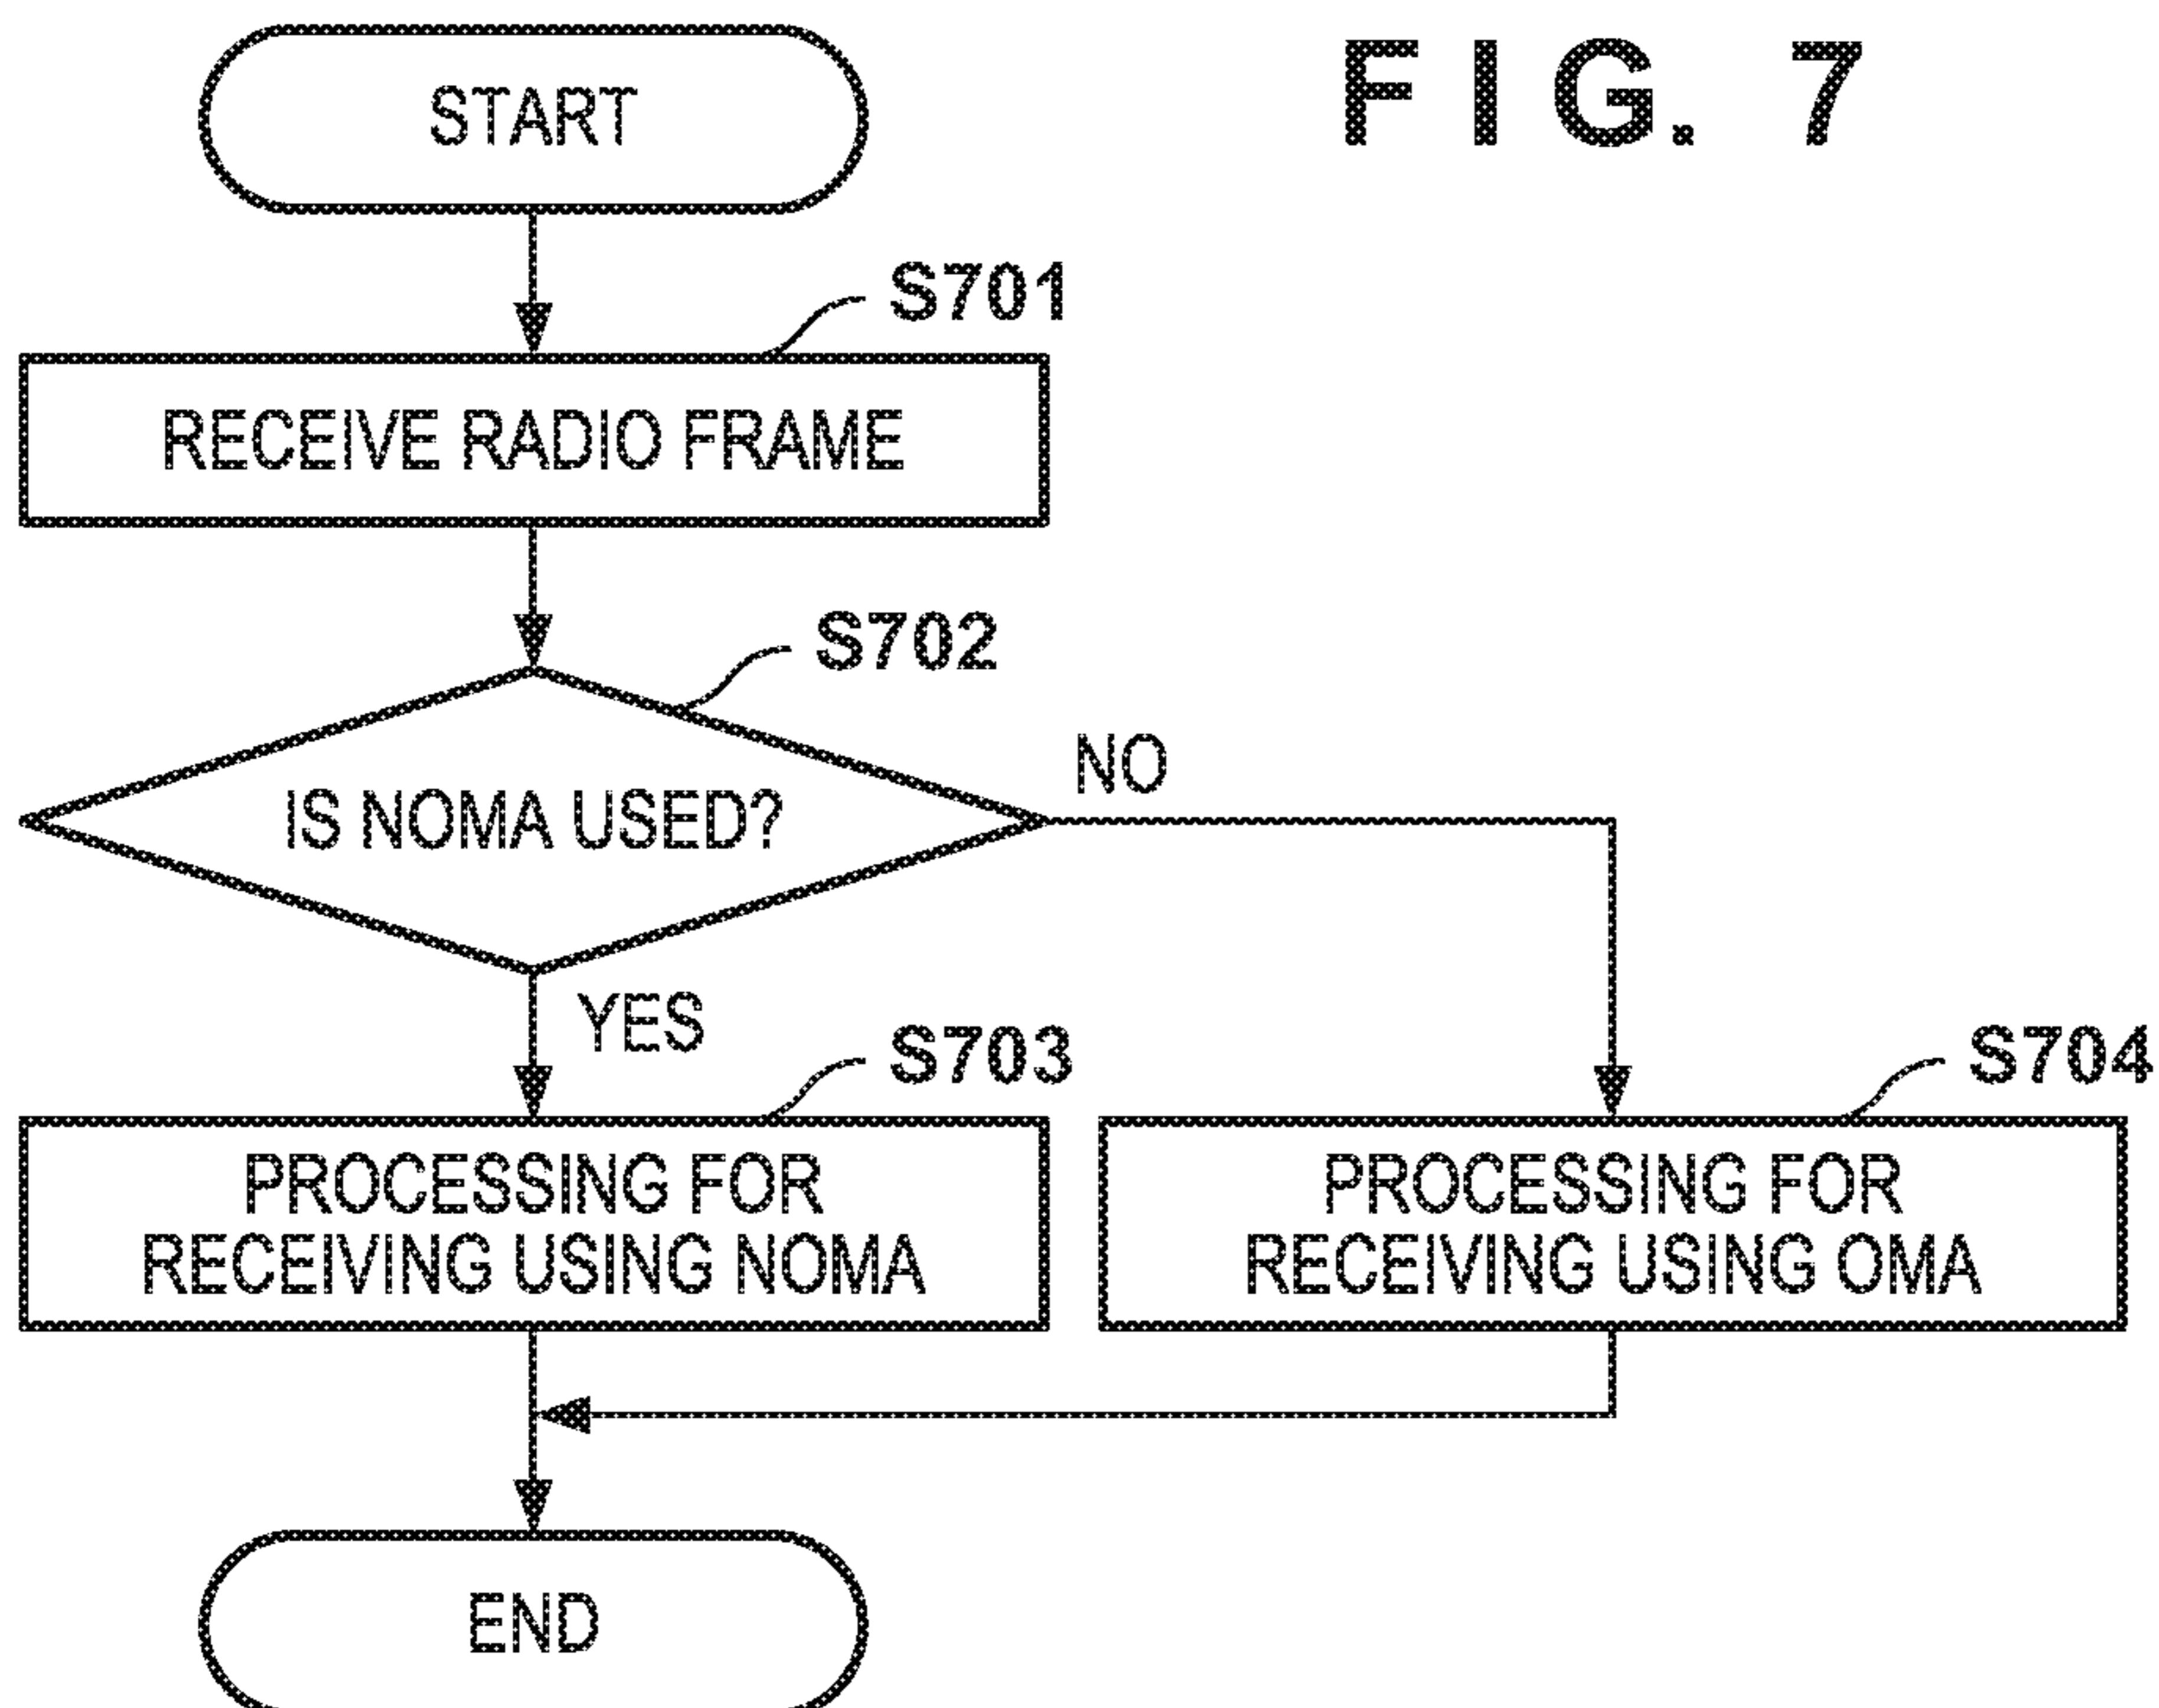 FIG. 7
START
S701
RECEIVE RADIO FRAME
S702
IS NOMA USED?
NO
YES
S703
PROCESSING FOR
RECEIVING USING NOMA
S704
PROCESSING FOR
RECEIVING USING OMA
END